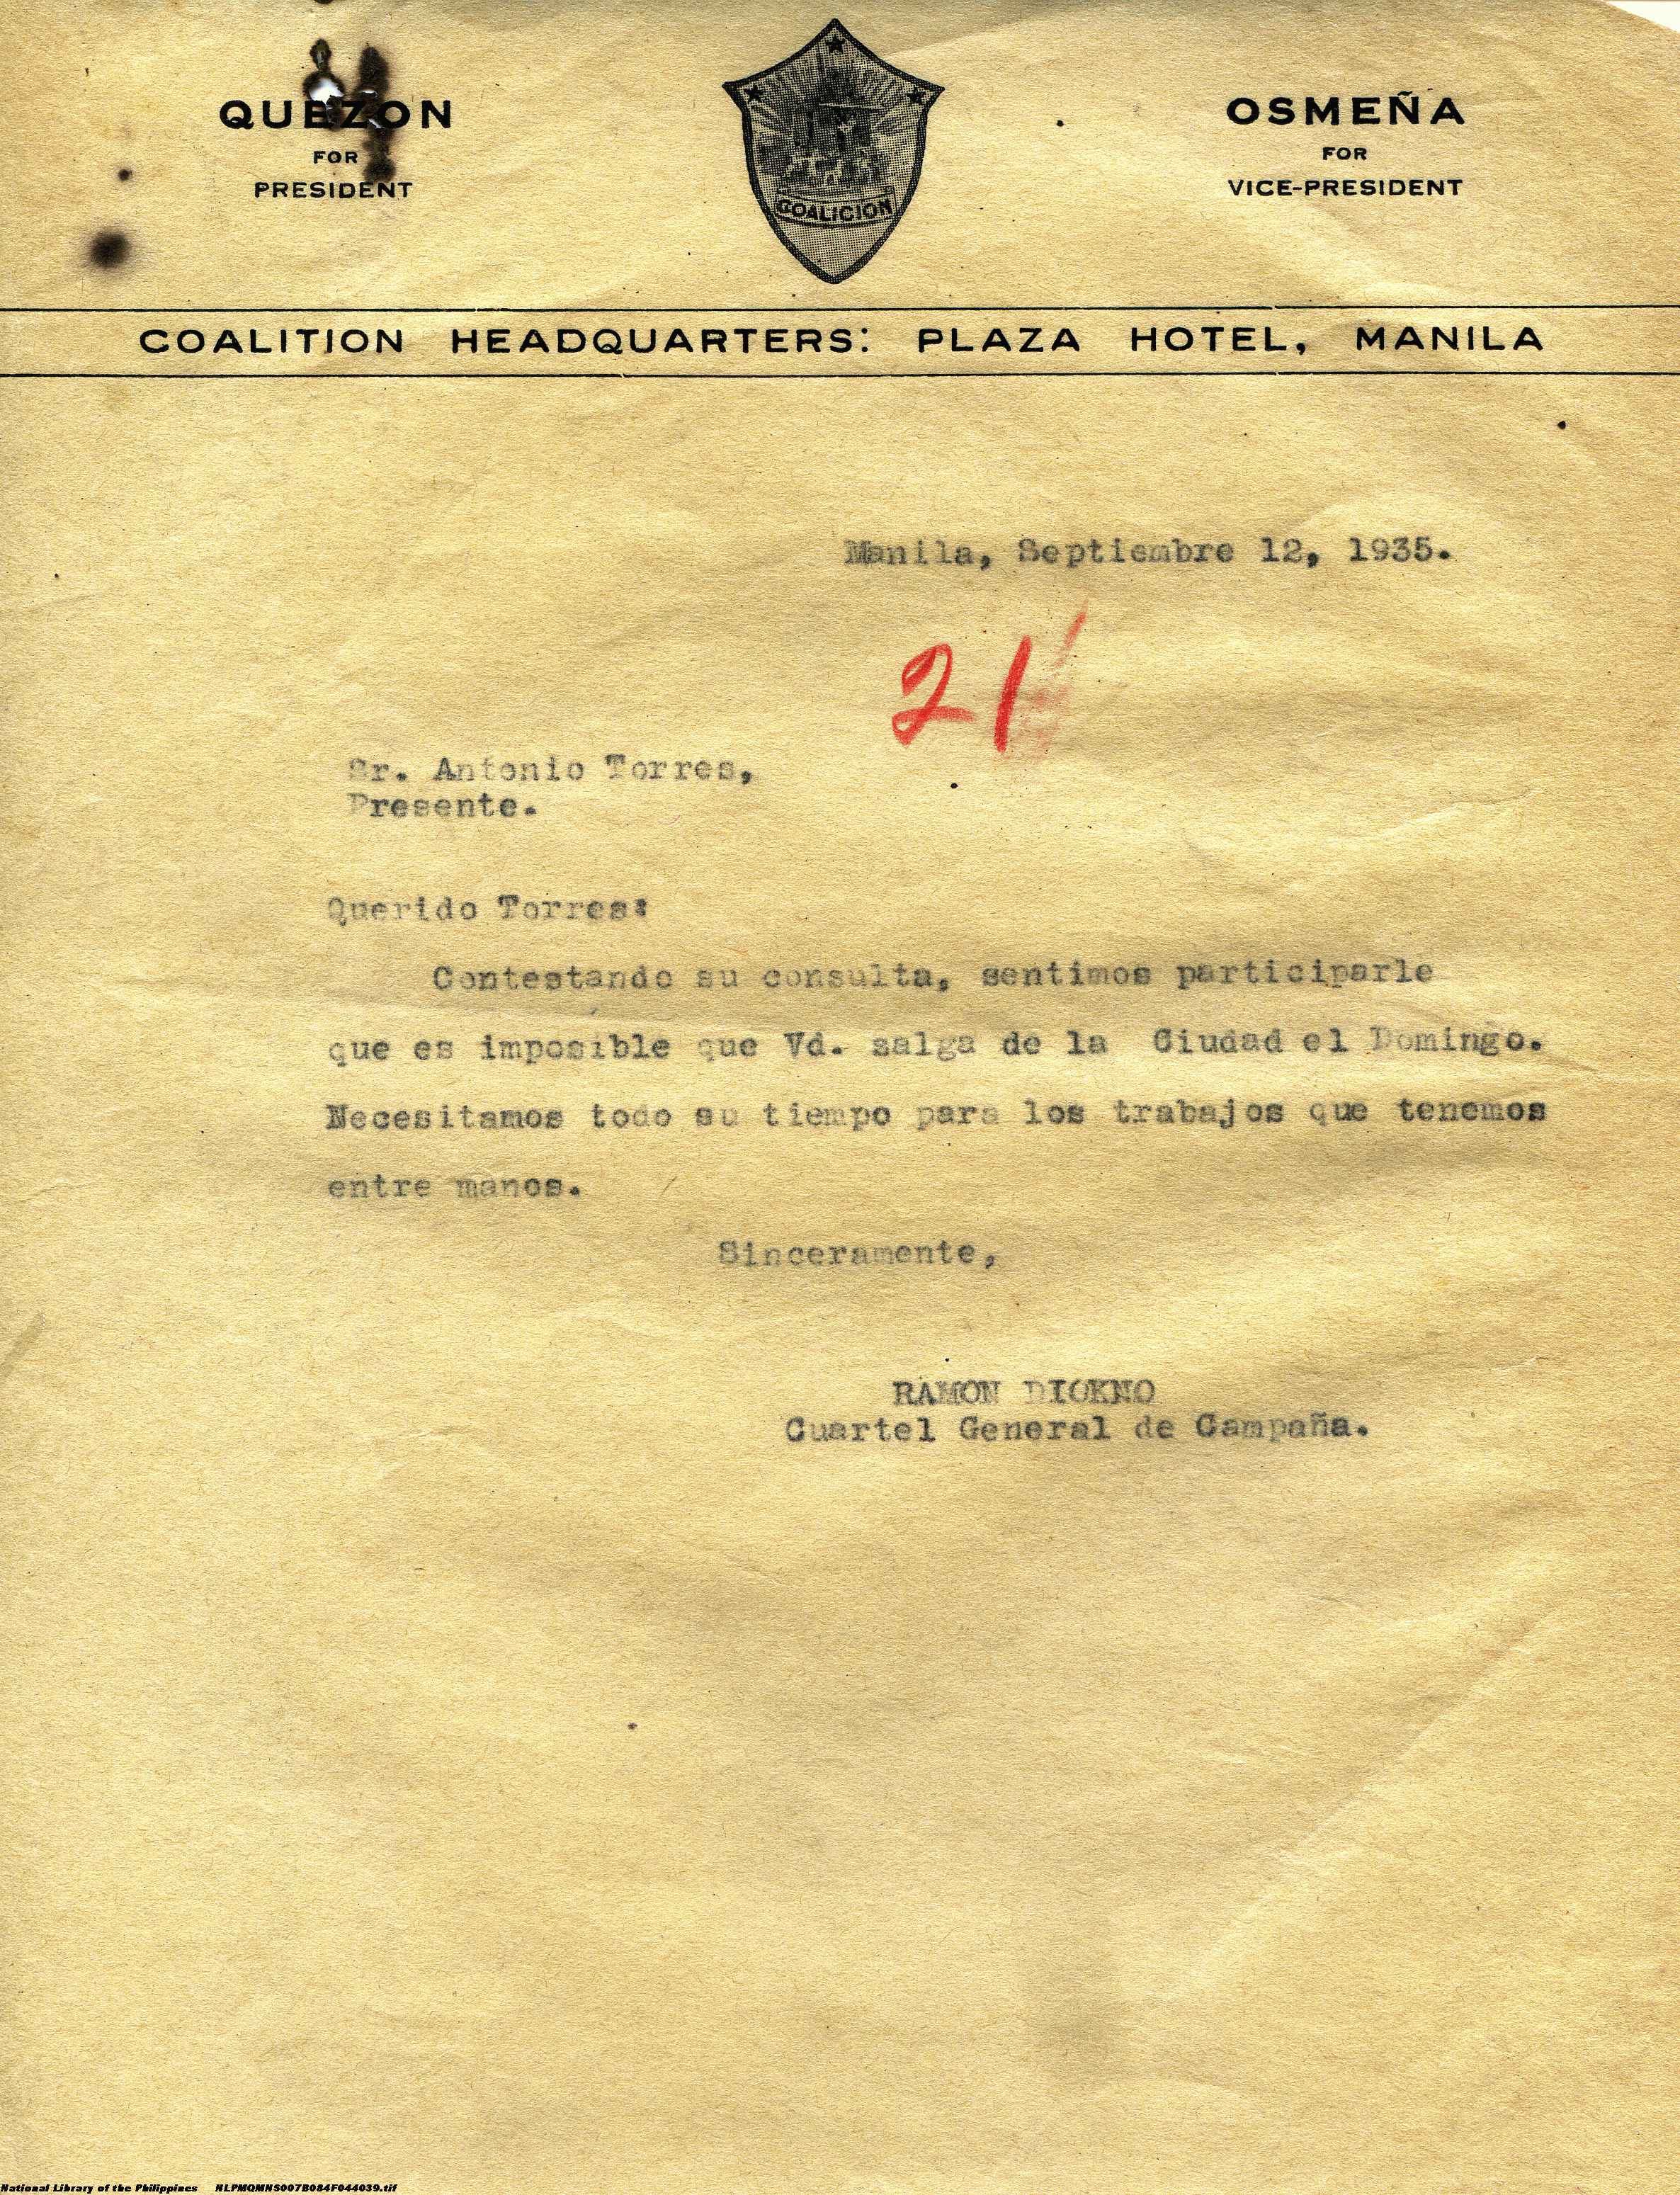 QUEZON
FOR
PRESIDENT
COALICION
OSMEÑA
FOR
VICE-PRESIDENT
COALITION HEADQUARTERS: PLAZA HOTEL, MANILA
Manila, Septiembre 12, 1935.
21
Sr. Antonio Torres,
Presente.
Querido Torres:
Contestando su consulta, sentimos participarle
que es imposible que Vd. salga de la Ciudad el Domingo.
Necesitamos todo su tiempo para los trabajos que tenemos
entre manos.
Sinceramente,
RAMON DIOKNO
Cuartel General de Campaña.
National Library of the Philippines NLPMQMNS007B084F044039.tif